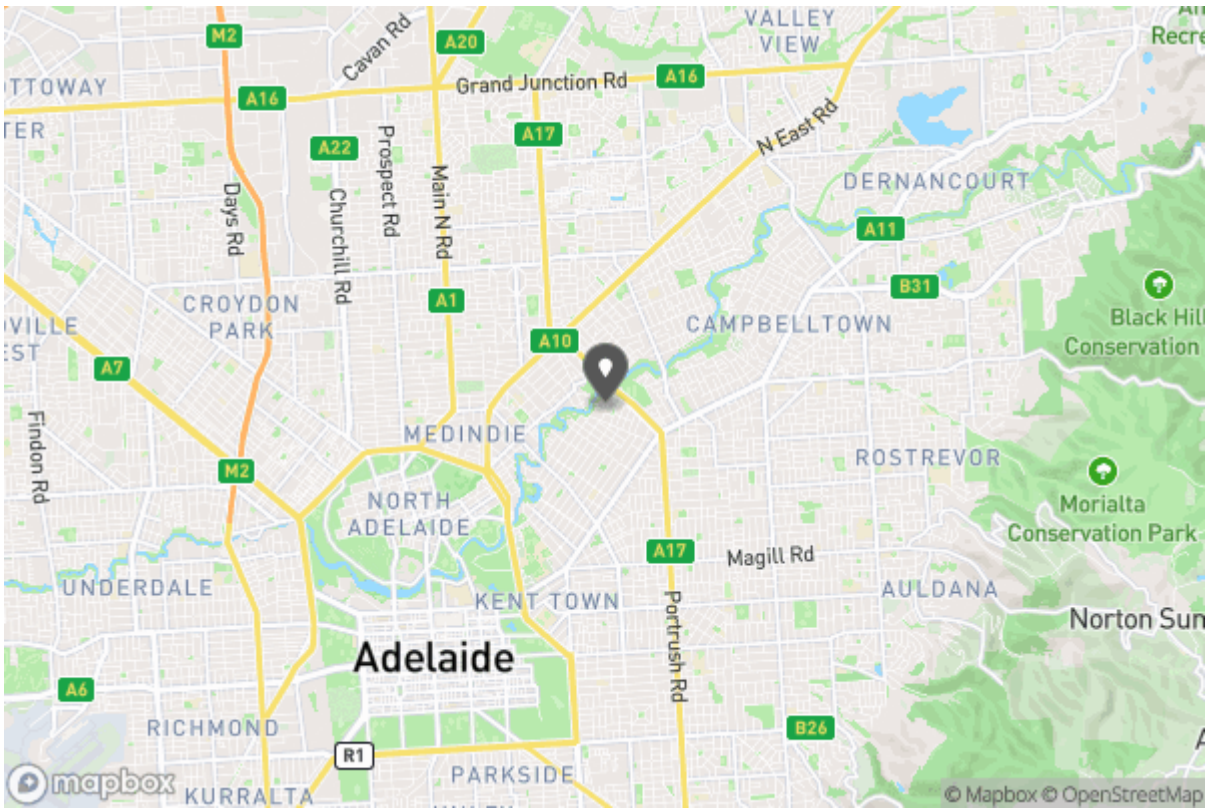 M2
A20
Cavan Rd
VALLEY
VIEW
Recre
OTTOWAY
A16
Grand Junction Rd
A16
TER
A22
Prospect Rd
A17
N East Rd
Days Rd
Churchill Rd
Main N Rd
DERNANCOURT
A11
CROYDON
PARK
A1
B31
Black Hill
Conservation
VILLE
EST
A7
A10
CAMPBELLTOWN
Findon Rd
MEDINDIE
M2
ROSTREVOR
NORTH
ADELAIDE
Morialta
Conservation Park
A17
Magill Rd
UNDERDALE
KENT TOWN
AULDANA
Portrush Rd
Norton Sum
Adelaide
A6
RICHMOND
R1
B26
PARKSIDE
mapbox
KURRALTA
© Mapbox © OpenStreetMap